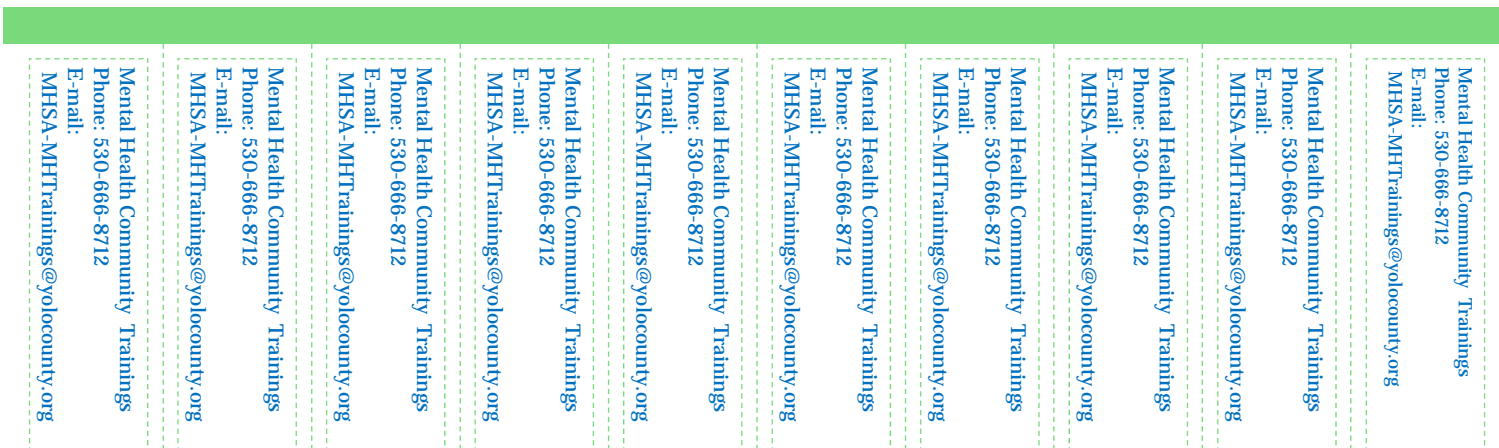 Mental Health Community Trainings
Phone: 530-666-8712
E-mail:
MHSA-MHTrainings@yolocounty.org
Mental Health Community Trainings
Phone: 530-666-8712
E-mail:
MHSA-MHTrainings@yolocounty.org
Mental Health Community Trainings
Phone: 530-666-8712
E-mail:
MHSA-MHTrainings@yolocounty.org
Mental Health Community Trainings
Phone: 530-666-8712
E-mail:
MHSA-MHTrainings@yolocounty.org
Mental Health Community Trainings
Phone: 530-666-8712
E-mail:
MHSA-MHTrainings@yolocounty.org
Mental Health Community Trainings
Phone: 530-666-8712
E-mail:
MHSA-MHTrainings@yolocounty.org
Mental Health Community Trainings
Phone: 530-666-8712
E-mail:
MHSA-MHTrainings@yolocounty.org
Mental Health Community Trainings
Phone: 530-666-8712
E-mail:
MHSA-MHTrainings@yolocounty.org
Mental Health Community Trainings
Phone: 530-666-8712
E-mail:
MHSA-MHTrainings@yolocounty.org
Mental Health Community Trainings
Phone: 530-666-8712
E-mail:
MHSA-MHTrainings@yolocounty.org